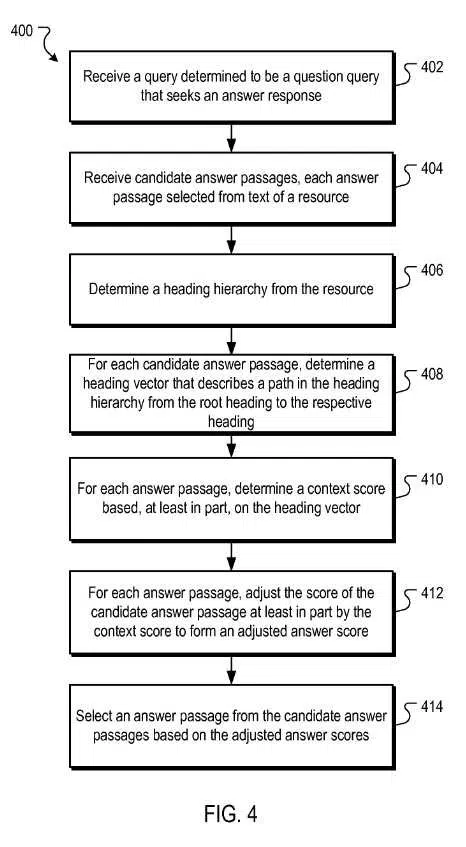 400
Receive a query determined to be a question query
that seeks an answer response
402
Receive candidate answer passages, each answer
passage selected from text of a resource
404
Determine a heading hierarchy from the resource
406
For each candidate answer passage, determine a
heading vector that describes a path in the heading
hierarchy from the root heading to the respective
heading
408
For each answer passage, determine a context score
based, at least in part, on the heading vector
410
For each answer passage, adjust the score of the
candidate answer passage at least in part by the
context score to form an adjusted answer score
412
Select an answer passage from the candidate answer
passages based on the adjusted answer scores
414
FIG. 4